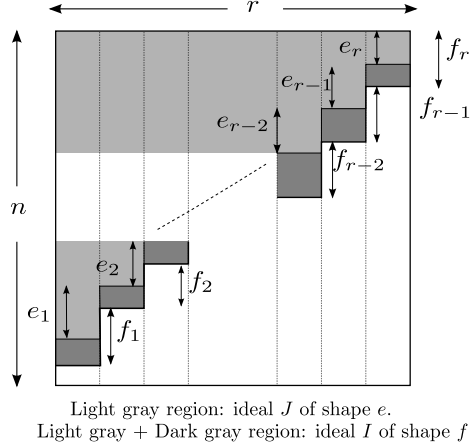 r
e_r
f_r
e_{r−1}
f_{r−1}
e_{r−2}
f_{r−2}
n
e_2
f_2
e_1
f_1
Light gray region: ideal J of shape e.
Light gray + Dark gray region: ideal I of shape f